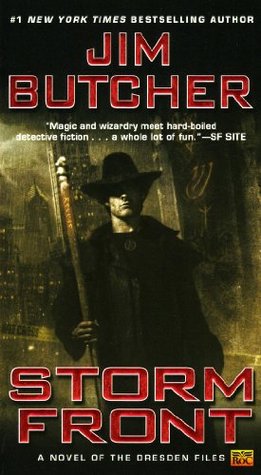 #1 NEW YORK TIMES BESTSELLING AUTHOR
JIM
BUTCHER
"Magic and wizardry meet hard-boiled
detective fiction . . . a whole lot of fun."—SF SITE
STORM
FRONT
A NOVEL OF THE DRESDEN FILES
ROC